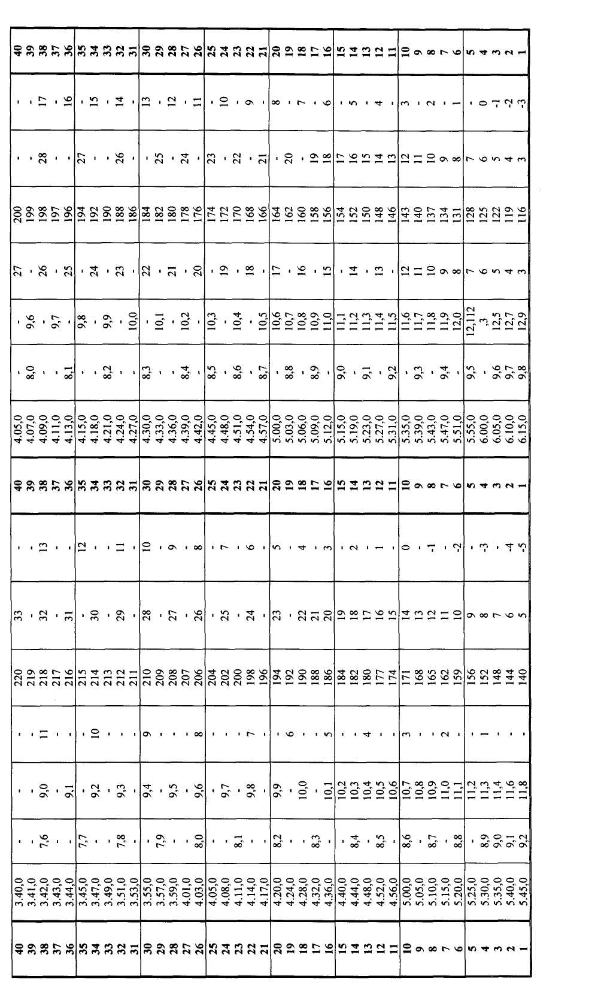 40 3.40,0 - - - 220 33 - 40 4.05,0 - - 27 200 - - 40
39 3.41,0 - - - 219 - - 39 4.07,0 8,0 9,6 - 199 - - 39
38 3.42,0 7,6 9,0 11 218 32 13 38 4.09,0 - - 26 198 28 17 38
37 3.43,0 - - - 217 - - 37 4.11,0 - 9,7 - 197 - - 37
36 3.44,0 - 9,1 - 216 31 - 36 4.13,0 8,1 - 25 196 - 16 36
35 3.45,0 7,7 - - 215 - 12 35 4.15,0 - 9,8 - 194 27 - 35
34 3.47,0 - 9,2 10 214 30 - 34 4.18,0 - - 24 192 - 15 34
33 3.49,0 - - - 213 - - 33 4.21,0 8,2 9,9 - 190 - - 33
32 3.51,0 7,8 9,3 - 212 29 11 32 4.24,0 - - 23 188 26 14 32
31 3.53,0 - - - 211 - - 31 4.27,0 - 10,0 - 186 - - 31
30 3.55,0 - 9,4 9 210 28 10 30 4.30,0 8,3 - 22 184 - 13 30
29 3.57,0 7,9 - - 209 - - 29 4.33,0 - 10,1 - 182 25 - 29
28 3.59,0 - 9,5 - 208 27 9 28 4.36,0 - - 21 180 - 12 28
27 4.01,0 - - - 207 - - 27 4.39,0 8,4 10,2 - 178 24 - 27
26 4.03,0 8,0 9,6 8 206 26 8 26 4.42,0 - - 20 176 - 11 26
25 4.05,0 - - - 204 - - 25 4.45,0 8,5 10,3 - 174 23 - 25
24 4.08,0 - 9,7 - 202 25 7 24 4.48,0 - - 19 172 - 10 24
23 4.11,0 8,1 - - 200 - - 23 4.51,0 8,6 10,4 - 170 22 - 23
22 4.14,0 - 9,8 7 198 24 6 22 4.54,0 - - 18 168 - 9 22
21 4.17,0 - - - 196 - - 21 4.57,0 8,7 10,5 - 166 21 - 21
20 4.20,0 8,2 9,9 - 194 23 5 20 5.00,0 - 10,6 17 164 - 8 20
19 4.24,0 - - 6 192 - - 19 5.03,0 8,8 10,7 - 162 20 - 19
18 4.28,0 - 10,0 - 190 22 4 18 5.06,0 - 10,8 16 160 - 7 18
17 4.32,0 8,3 - - 188 21 - 17 5.09,0 8,9 10,9 - 158 19 - 17
16 4.36,0 - 10,1 5 186 20 3 16 5.12,0 - 11,0 15 156 18 6 16
15 4.40,0 - 10,2 - 184 19 - 15 5.15,0 9,0 11,1 - 154 17 - 15
14 4.44,0 8,4 10,3 - 182 18 2 14 5.19,0 - 11,2 14 152 16 5 14
13 4.48,0 - 10,4 4 180 17 - 13 5.23,0 9,1 11,3 - 150 15 - 13
12 4.52,0 8,5 10,5 - 177 16 1 12 5.27,0 - 11,4 13 148 14 4 12
11 4.56,0 - 10,6 - 174 15 - 11 5.31,0 9,2 11,5 - 146 13 - 11
10 5.00,0 8,6 10,7 3 171 14 0 10 5.35,0 - 11,6 12 143 12 3 10
9 5.05,0 - 10,8 - 168 13 - 9 5.39,0 9,3 11,7 11 140 11 - 9
8 5.10,0 8,7 10,9 - 165 12 -1 8 5.43,0 - 11,8 10 137 10 2 8
7 5.15,0 - 11,0 2 162 11 - 7 5.47,0 9,4 11,9 9 134 9 - 7
6 5.20,0 8,8 11,1 - 159 10 -2 6 5.51,0 - 12,0 8 131 8 1 6
5 5.25,0 - 11,2 - 156 9 - 5 5.55,0 9,5 12,112 7 128 7 - 5
4 5.30,0 8,9 11,3 1 152 8 -3 4 6.00,0 - ,3 6 125 6 0 4
3 5.35,0 9,0 11,4 - 148 7 - 3 6.05,0 9,6 12,5 5 122 5 -1 3
2 5.40,0 9,1 11,6 - 144 6 -4 2 6.10,0 9,7 12,7 4 119 4 -2 2
1 5.45,0 9,2 11,8 - 140 5 -5 1 6.15,0 9,8 12,9 3 116 3 -3 1